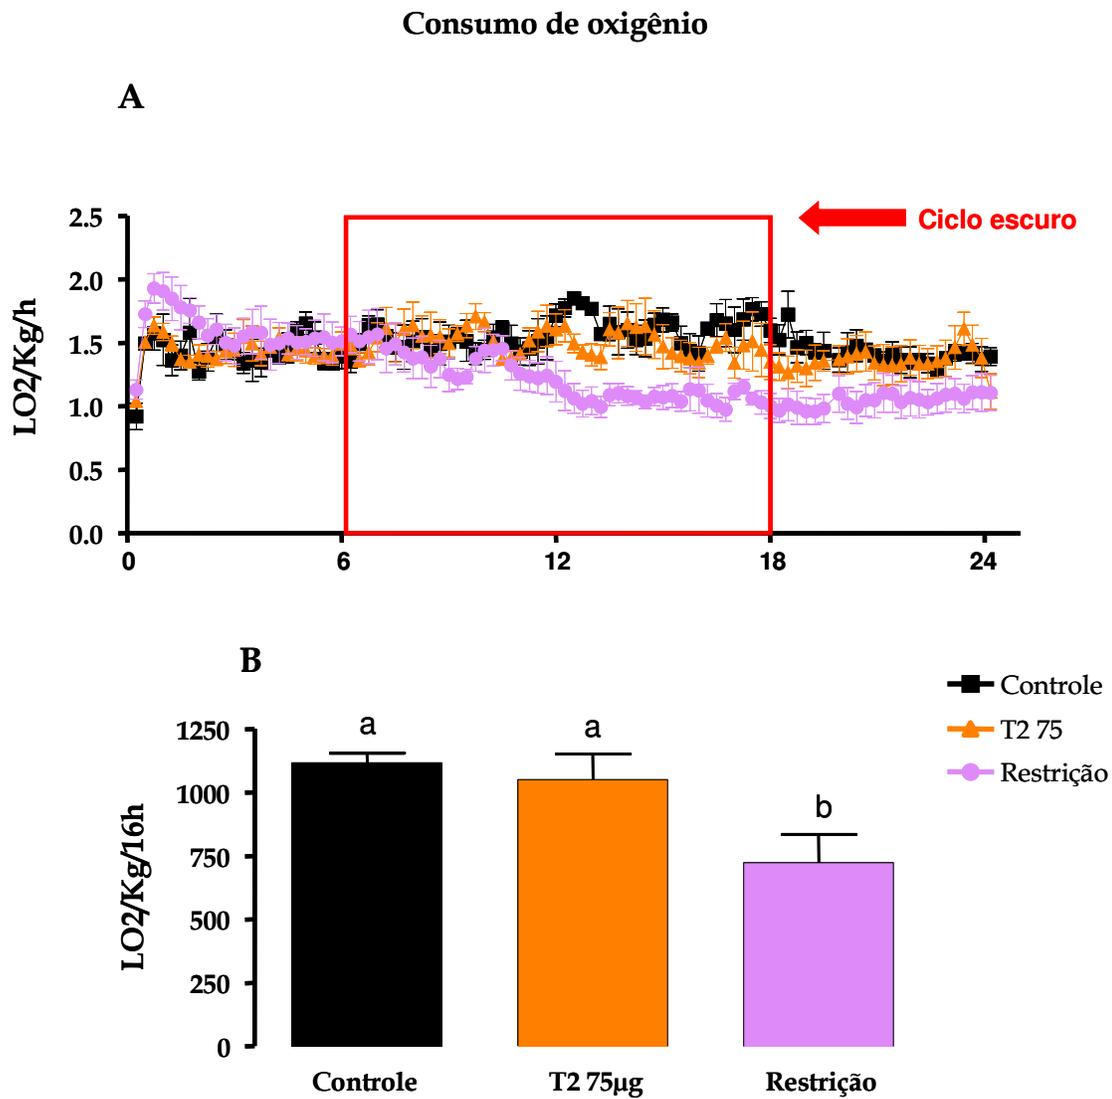 Consumo de oxigênio
A
LO2/Kg/h
2.5
2.0
1.5
1.0
0.5
0.0
0 6 12 18 24
Ciclo escuro
B
LO2/Kg/16h
1250
1000
750
500
250
0
a a b
Controle T2 75µg Restrição
Controle
T2 75
Restrição